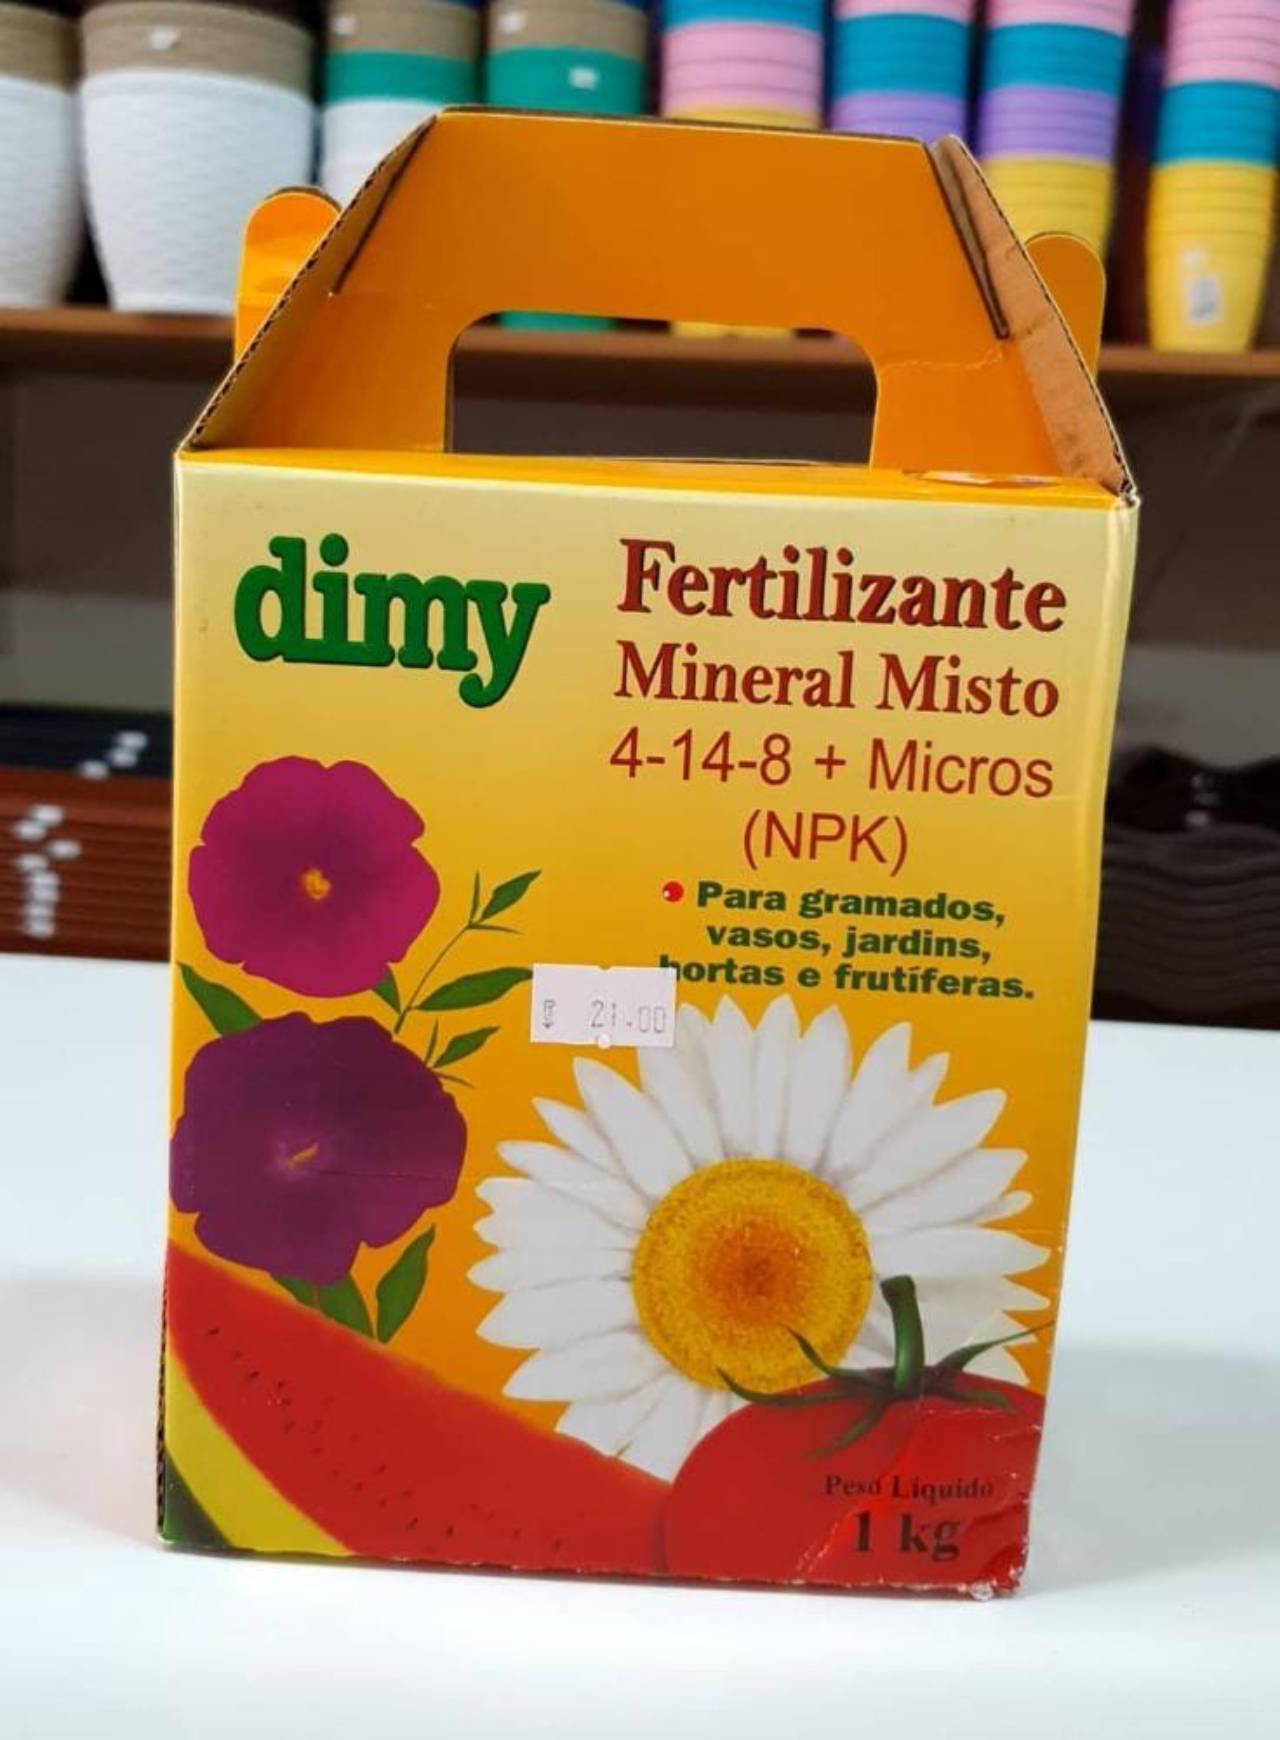 dimy
Fertilizante
Mineral Misto
4-14-8 + Micros
(NPK)
Para gramados,
vasos, jardins,
hortas e frutíferas.
21.00
Peso Líquido
1 kg